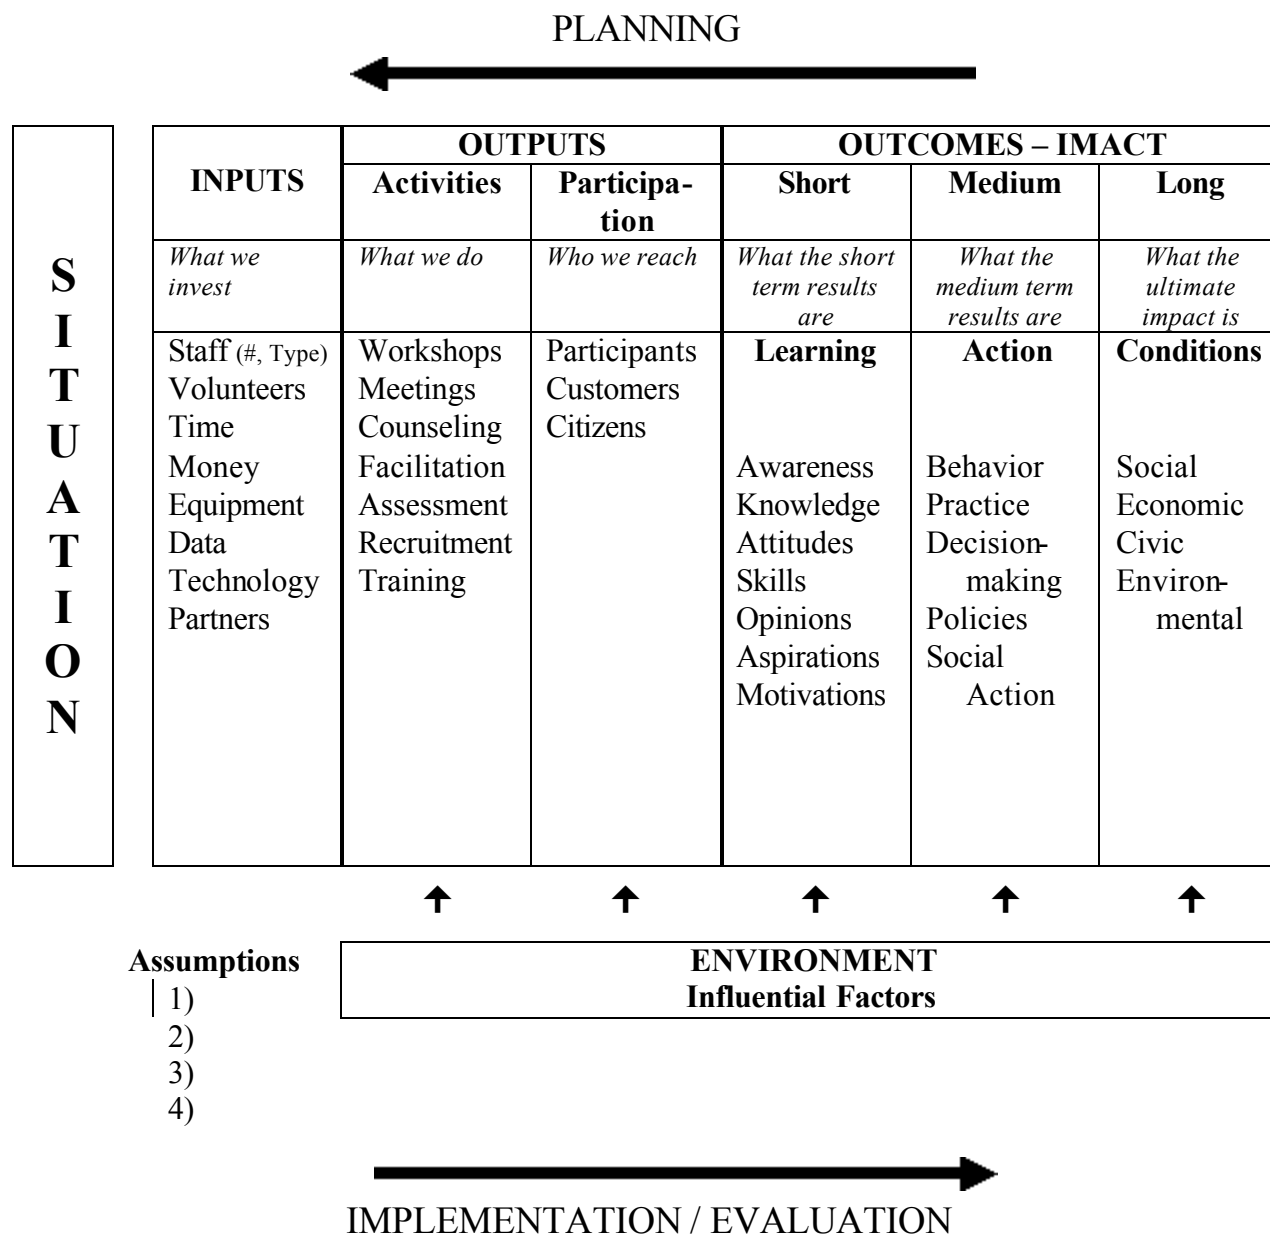 PLANNING
S
I
T
U
A
T
I
O
N
INPUTS
OUTPUTS
OUTCOMES – IMACT
Activities
Participa-
tion
Short
Medium
Long
What we
invest
What we do
Who we reach
What the short
term results
are
What the
medium term
results are
What the
ultimate
impact is
Staff (#, Type)
Volunteers
Time
Money
Equipment
Data
Technology
Partners
Workshops
Meetings
Counseling
Facilitation
Assessment
Recruitment
Training
Participants
Customers
Citizens
Learning
Awareness
Knowledge
Attitudes
Skills
Opinions
Aspirations
Motivations
Action
Behavior
Practice
Decision-
making
Policies
Social
Action
Conditions
Social
Economic
Civic
Environ-
mental
Assumptions
1)
2)
3)
4)
ENVIRONMENT
Influential Factors
IMPLEMENTATION / EVALUATION